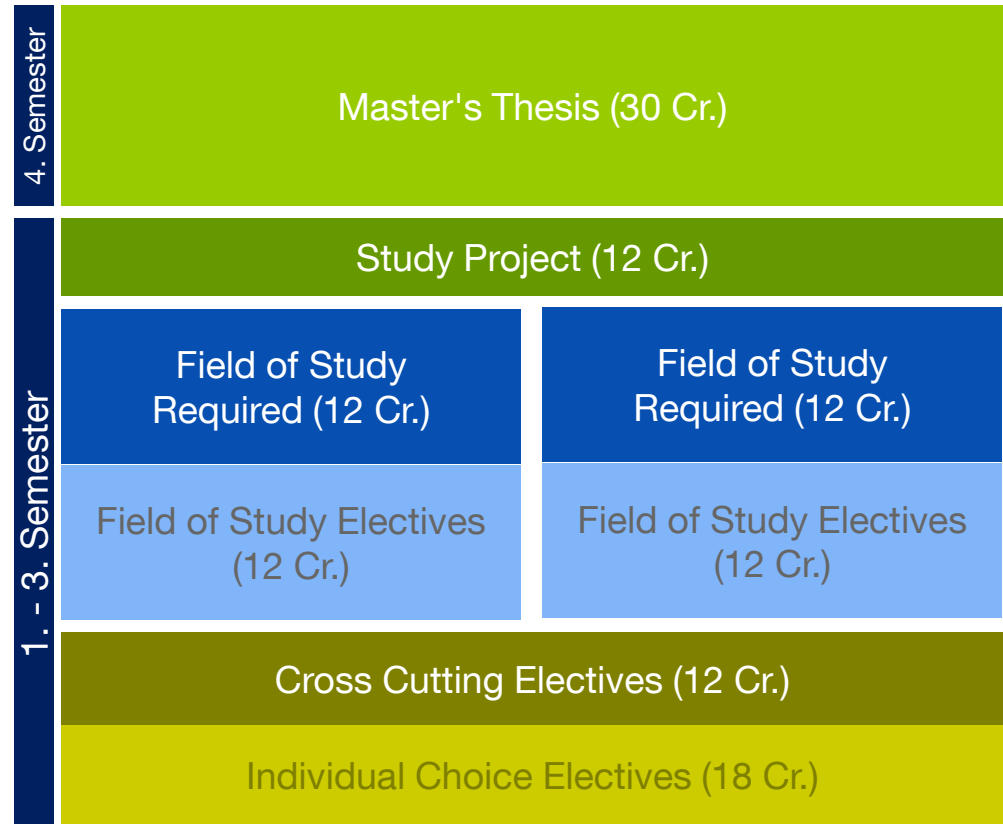 4. Semester
Master's Thesis (30 Cr.)
1. - 3. Semester
Study Project (12 Cr.)
Field of Study
Required (12 Cr.)
Field of Study
Required (12 Cr.)
Field of Study Electives
(12 Cr.)
Field of Study Electives
(12 Cr.)
Cross Cutting Electives (12 Cr.)
Individual Choice Electives (18 Cr.)